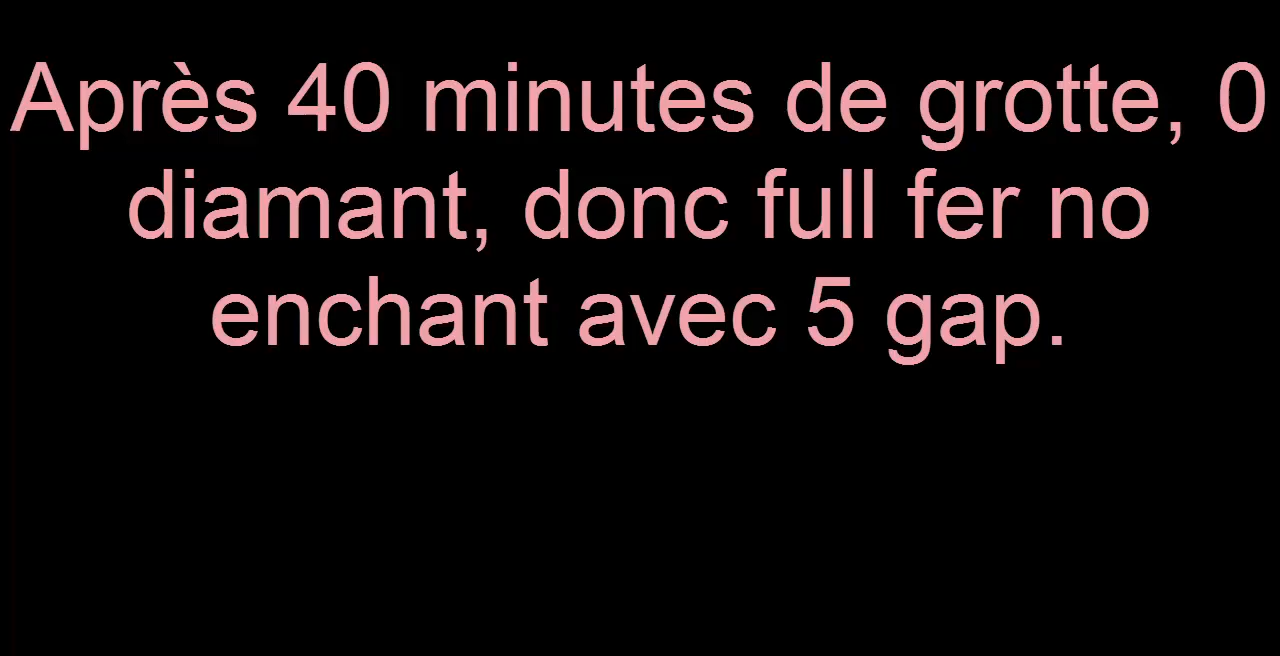 Après 40 minutes de grotte, 0
diamant, donc full fer no
enchant avec 5 gap.